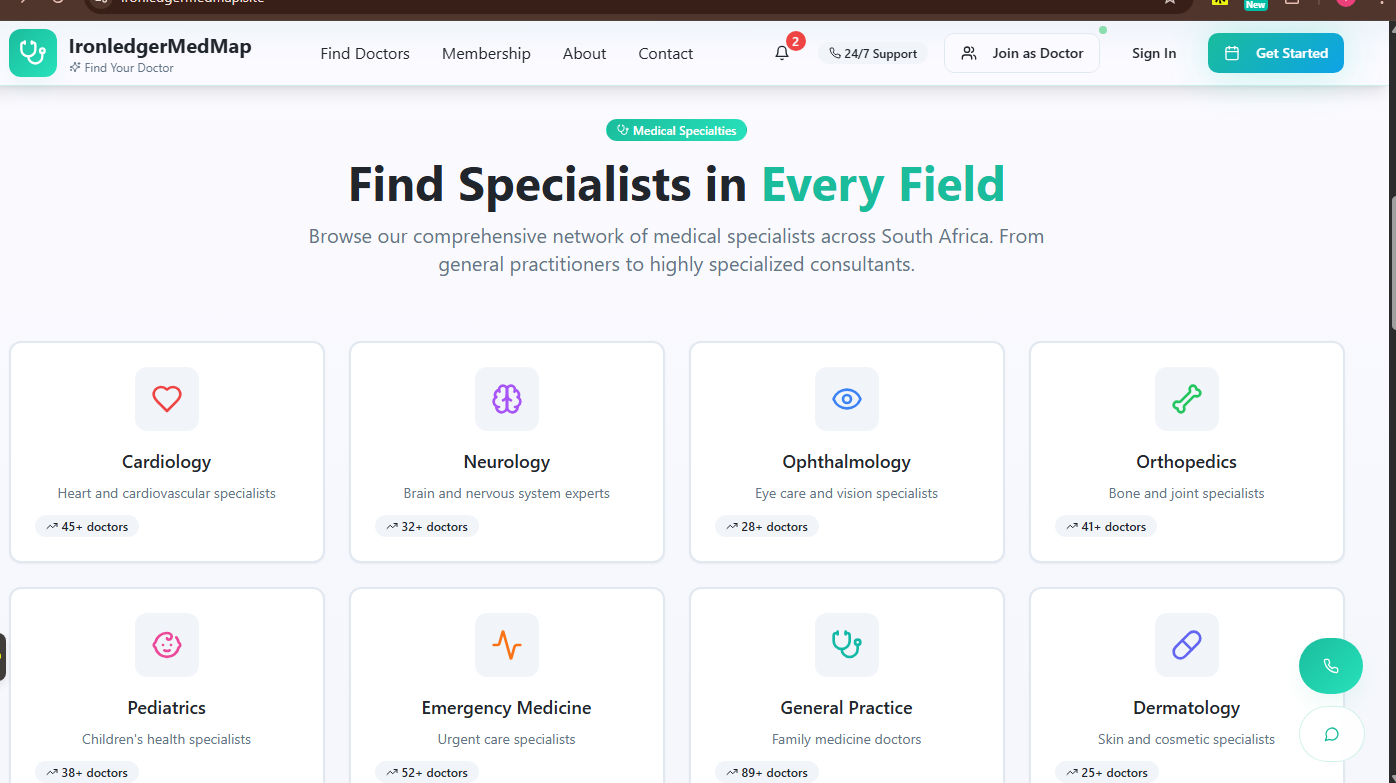 New
IronledgerMedMap
Find Your Doctor
Find Doctors
Membership
About
Contact
2
24/7 Support
Join as Doctor
Sign In
Get Started
Medical Specialties
Find Specialists in Every Field
Browse our comprehensive network of medical specialists across South Africa. From
general practitioners to highly specialized consultants.
Cardiology
Heart and cardiovascular specialists
45+ doctors
Neurology
Brain and nervous system experts
32+ doctors
Ophthalmology
Eye care and vision specialists
28+ doctors
Orthopedics
Bone and joint specialists
41+ doctors
Pediatrics
Children's health specialists
38+ doctors
Emergency Medicine
Urgent care specialists
52+ doctors
General Practice
Family medicine doctors
89+ doctors
Dermatology
Skin and cosmetic specialists
25+ doctors